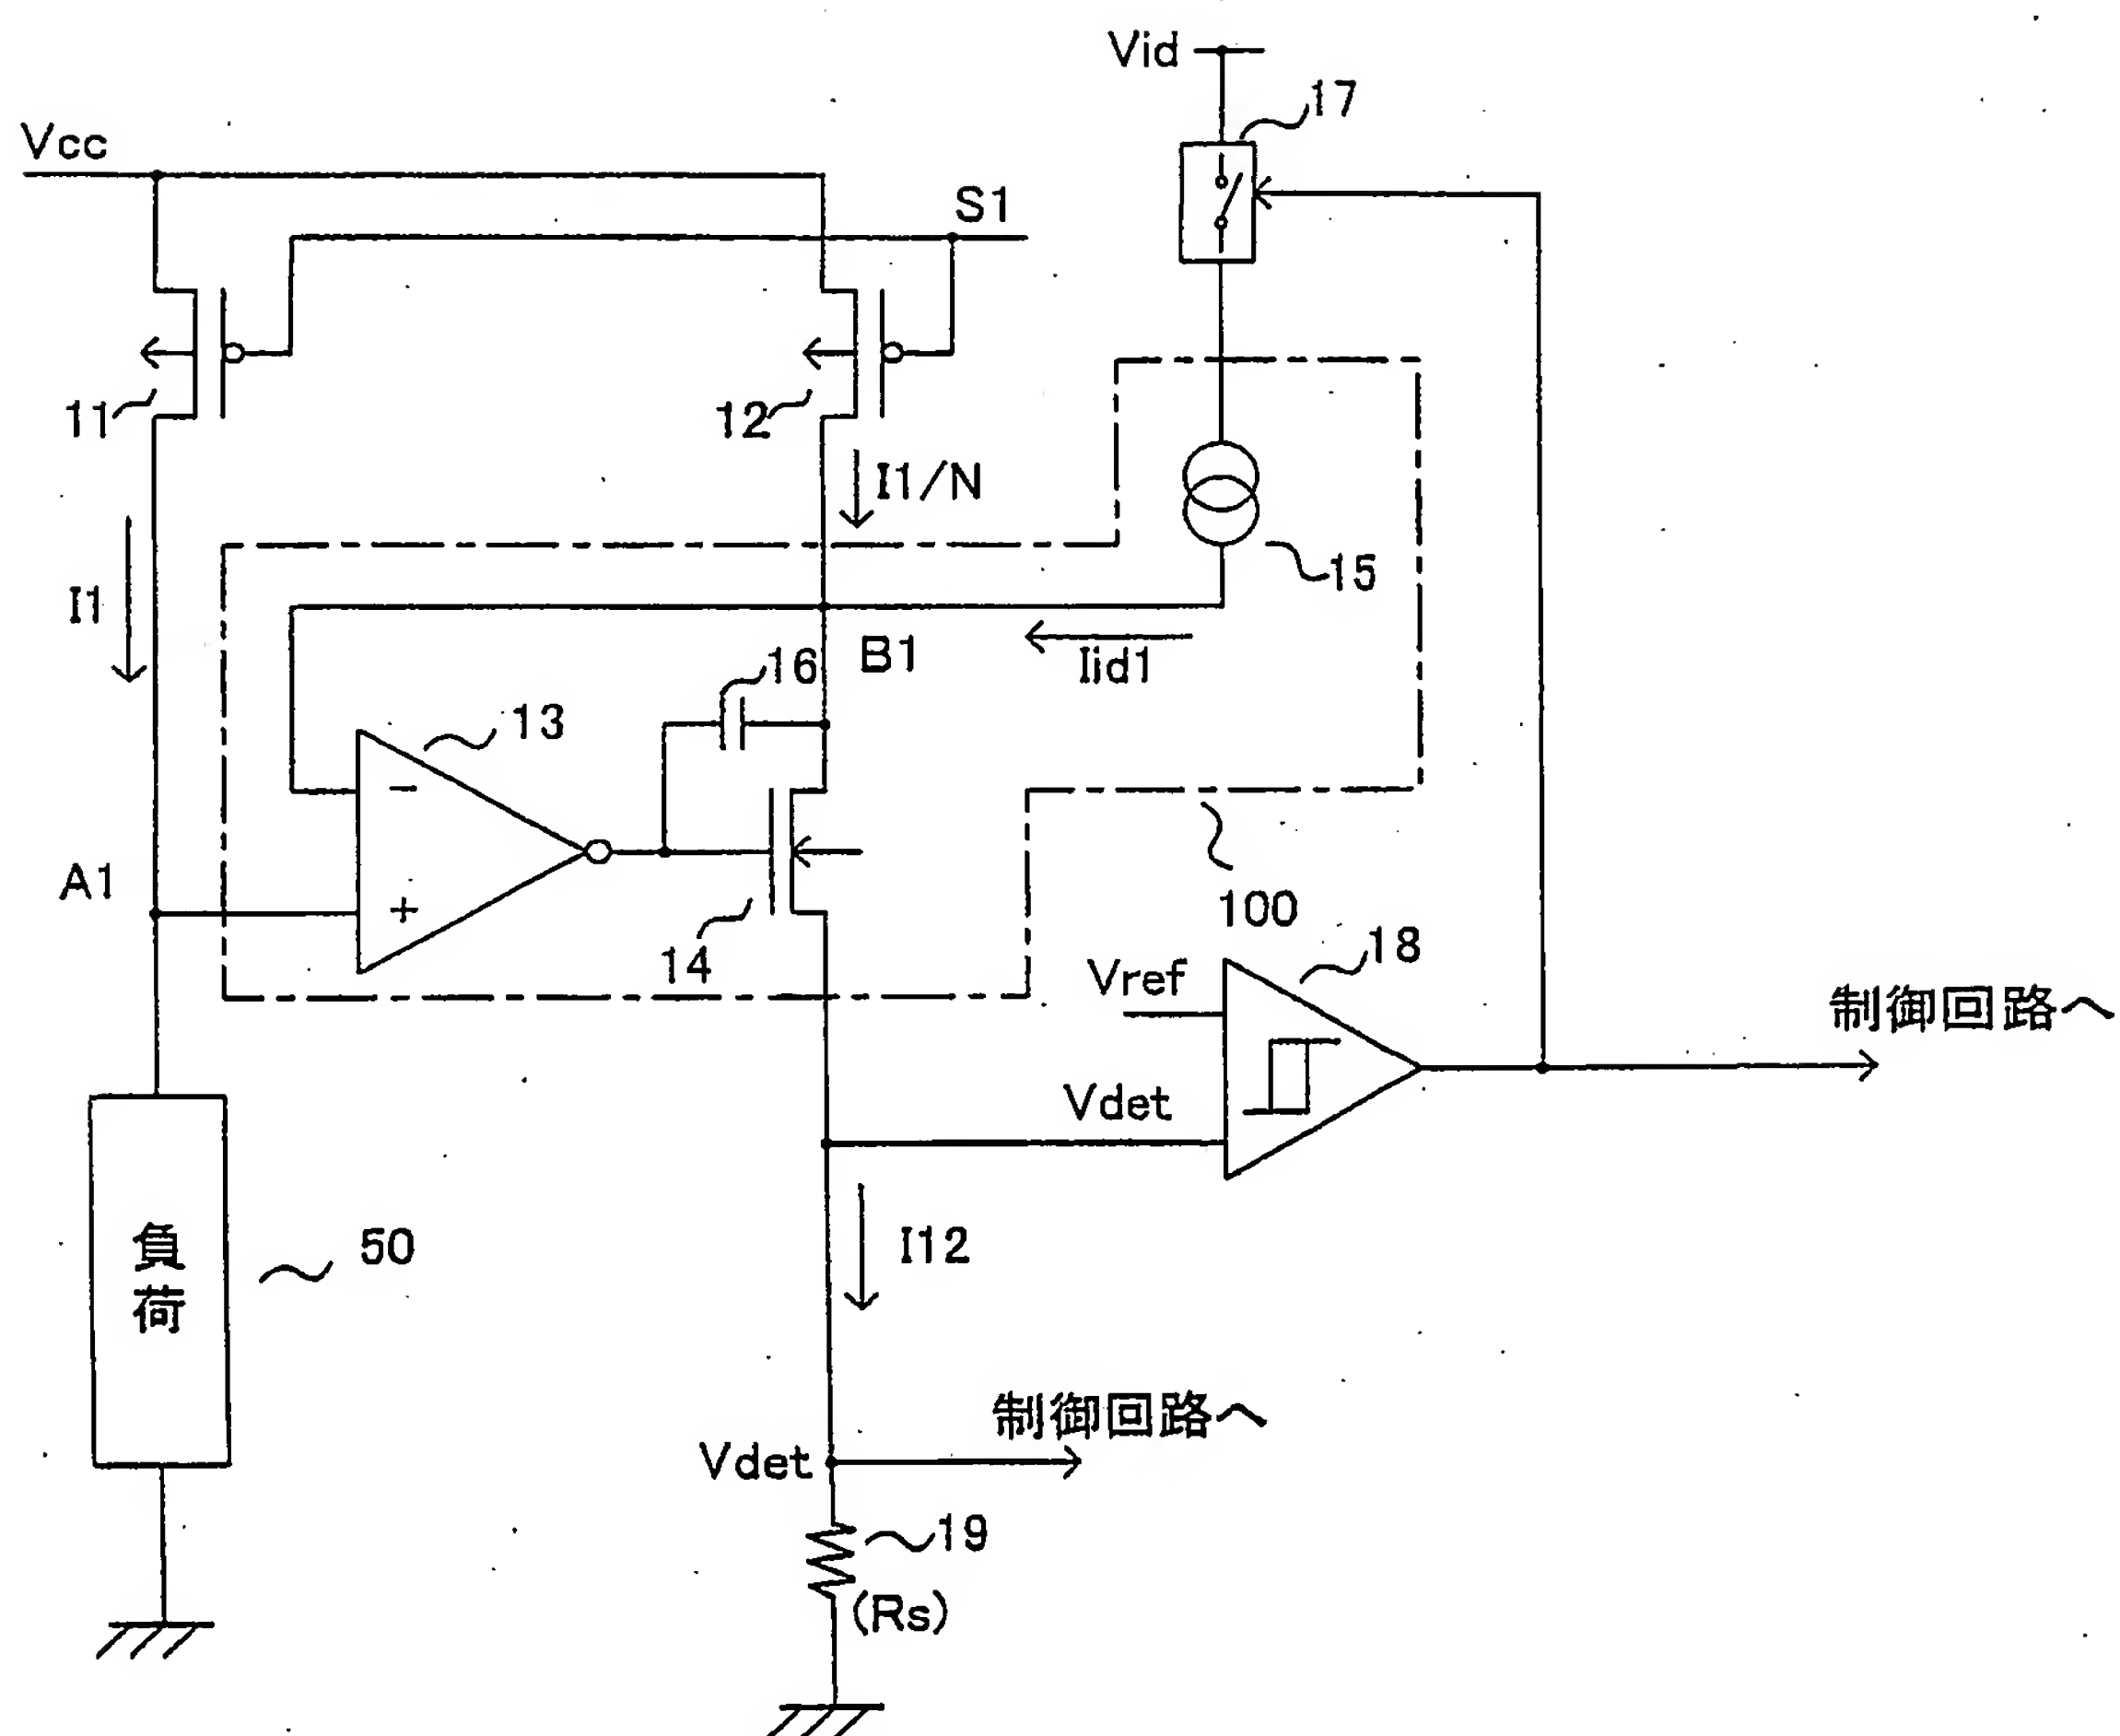 Vid
17
Vcc
S1
11
12
I1/N
15
I1
B1
Iid1
16
13
-
+
A1
14
100
18
Vref
制御回路へ
Vdet
負荷
50
I12
制御回路へ
Vdet
19
(Rs)